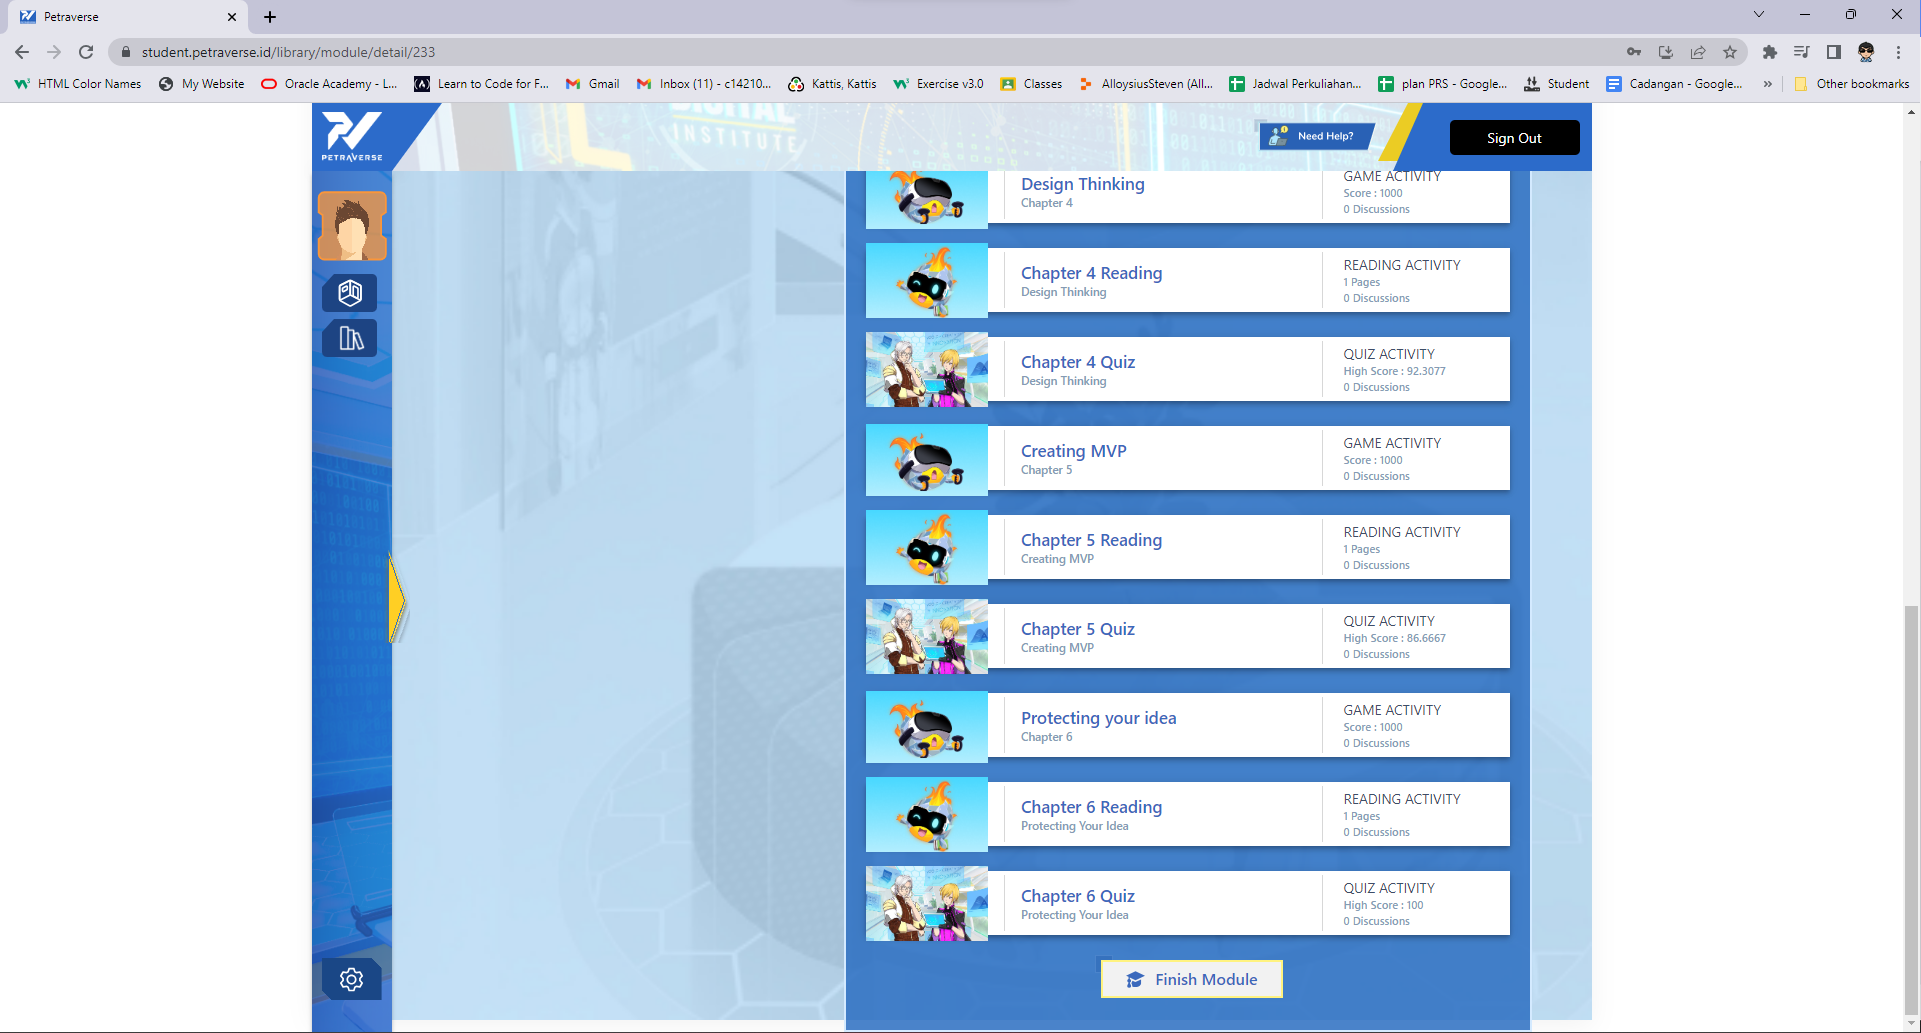 Petraverse
student.petraverse.id/library/module/detail/233
HTML Color Names
My Website
Oracle Academy - L...
Learn to Code for F...
Gmail
Inbox (11) - c14210...
Kattis, Kattis
Exercise v3.0
Classes
AlloysiusSteven (All...
Jadwal Perkuliahan...
plan PRS - Google...
Student
Cadangan - Google...
»
Other bookmarks
PETRAVERSE
DIGITAL
INSTITUTE
Need Help?
Sign Out
Design Thinking
Chapter 4
GAME ACTIVITY
Score : 1000
0 Discussions
Chapter 4 Reading
Design Thinking
READING ACTIVITY
1 Pages
0 Discussions
Chapter 4 Quiz
Design Thinking
QUIZ ACTIVITY
High Score : 92.3077
0 Discussions
Creating MVP
Chapter 5
GAME ACTIVITY
Score : 1000
0 Discussions
Chapter 5 Reading
Creating MVP
READING ACTIVITY
1 Pages
0 Discussions
Chapter 5 Quiz
Creating MVP
QUIZ ACTIVITY
High Score : 86.6667
0 Discussions
Protecting your idea
Chapter 6
GAME ACTIVITY
Score : 1000
0 Discussions
Chapter 6 Reading
Protecting Your Idea
READING ACTIVITY
1 Pages
0 Discussions
Chapter 6 Quiz
Protecting Your Idea
QUIZ ACTIVITY
High Score : 100
0 Discussions
Finish Module